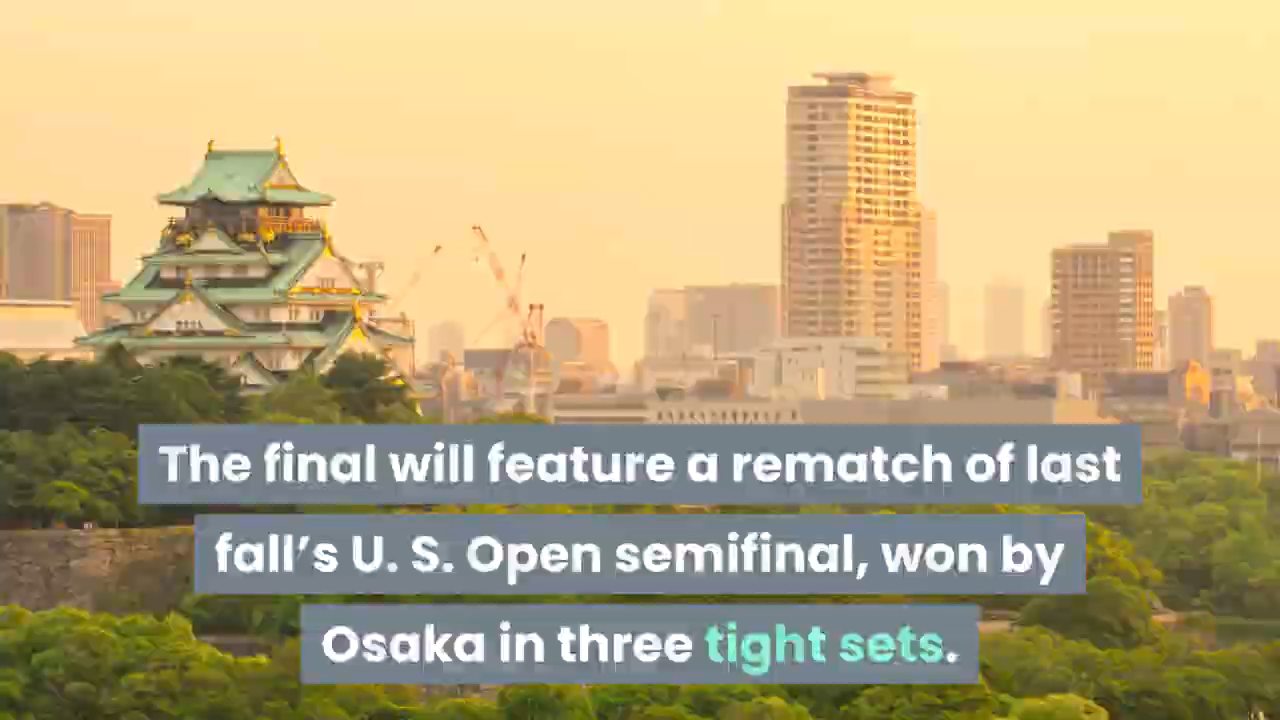 The final will feature a rematch of last
fall’s U. S. Open semifinal, won by
Osaka in three tight sets.